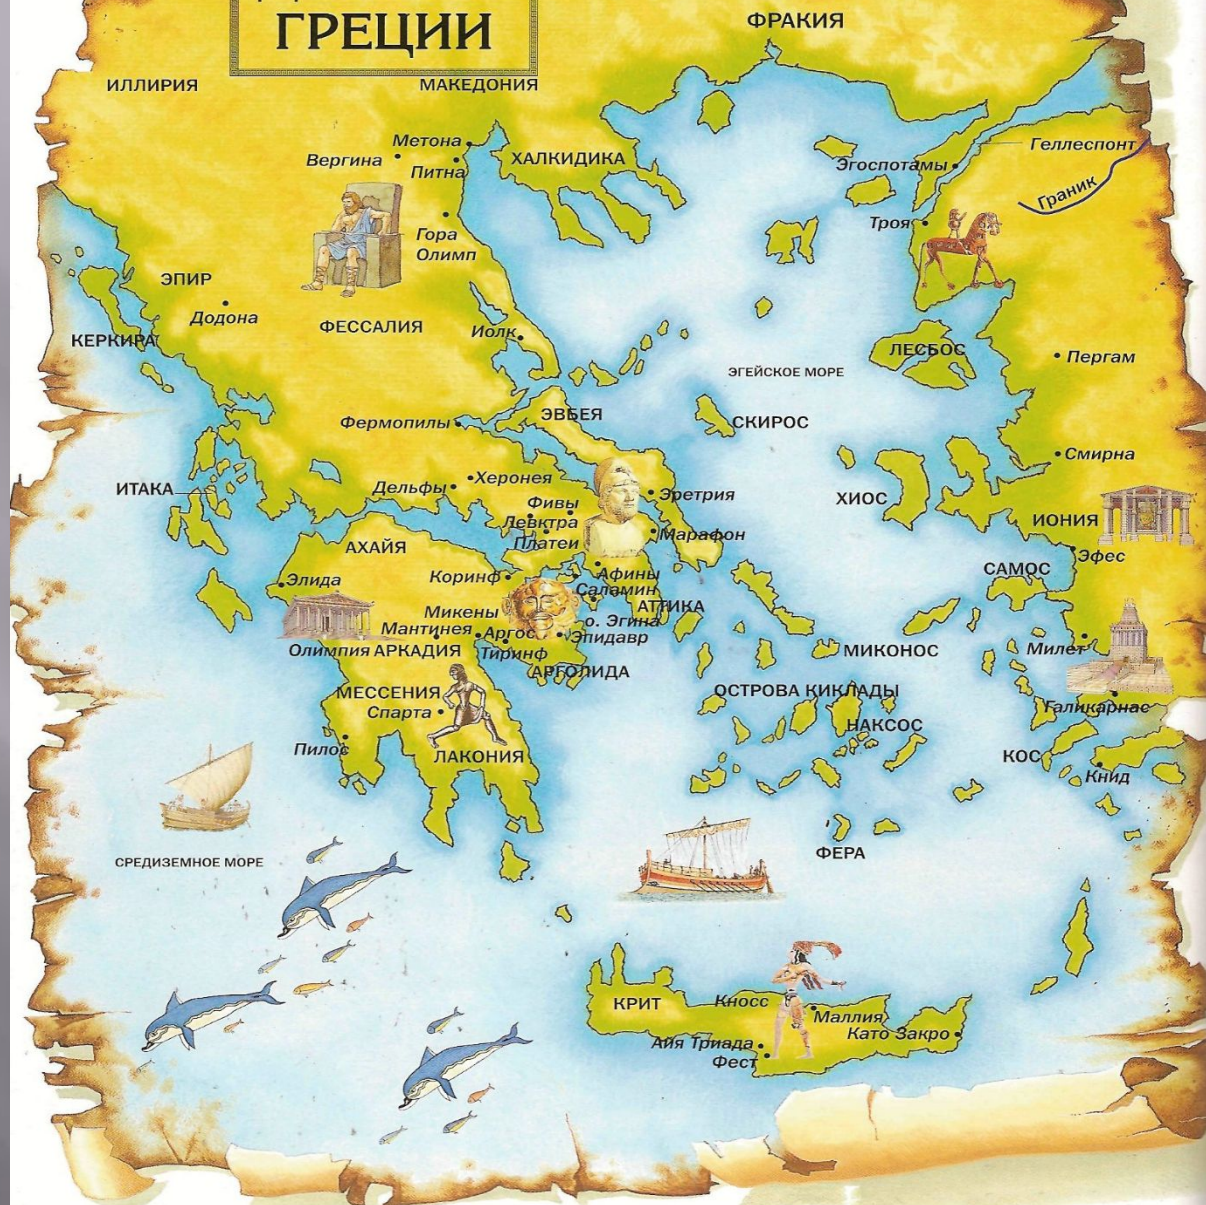 ГРЕЦИИ
ФРАКИЯ
ИЛЛИРИЯ
МАКЕДОНИЯ
Метона
Вергина
Питна
ХАЛКИДИКА
Эгоспотамы
Геллеспонт
Граник
Троя
Гора
Олимп
ЭПИР
Додона
КЕРКИРА
ФЕССАЛИЯ
Иолк
ЛЕСБОС
Пергам
ЭГЕЙСКОЕ МОРЕ
ЭВБЕЯ
СКИРОС
Фермопилы
Смирна
Херонея
Дельфы
ИТАКА
Эретрия
ХИОС
Фивы
Левктра
Платеи
Марафон
ИОНИЯ
АХАЙЯ
Эфес
САМОС
Элида
Коринф
Афины
Саламин
АТТИКА
Микены
о. Эгина
Мантинея
Аргос
Эпидавр
Олимпия
АРКАДИЯ
Тиринф
МИКОНОС
Милет
АРГОЛИДА
МЕССЕНИЯ
ОСТРОВА КИКЛАДЫ
Спарта
Галикарнас
НАКСОС
Пилос
ЛАКОНИЯ
КОС
Книд
ФЕРА
СРЕДИЗЕМНОЕ МОРЕ
КРИТ
Кносс
Маллия
Като Закро
Айя Триада
Фест